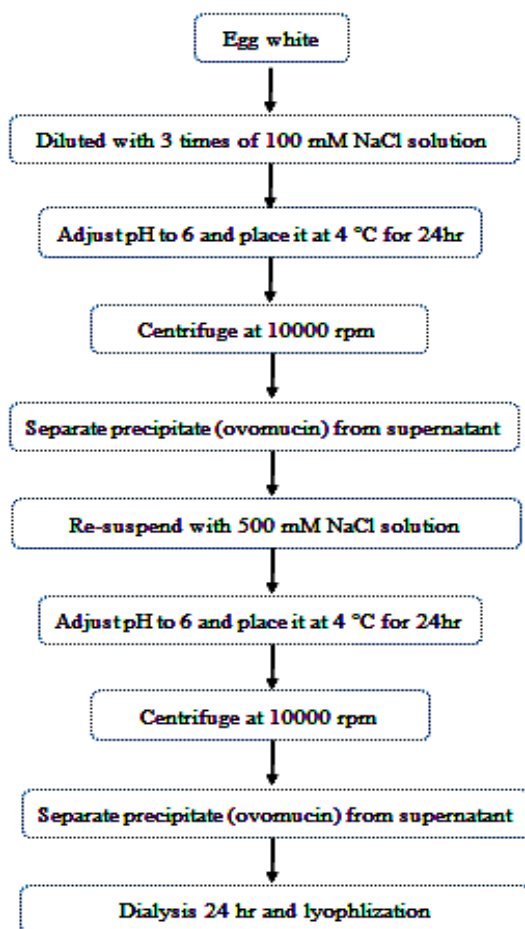 Egg white
Diluted with 3 times of 100 mM NaCl solution
Adjust pH to 6 and place it at 4 °C for 24hr
Centrifuge at 10000 rpm
Separate precipitate (ovomucin) from supernatant
Re-suspend with 500 mM NaCl solution
Adjust pH to 6 and place it at 4 °C for 24hr
Centrifuge at 10000 rpm
Separate precipitate (ovomucin) from supernatant
Dialysis 24 hr and lyophlization